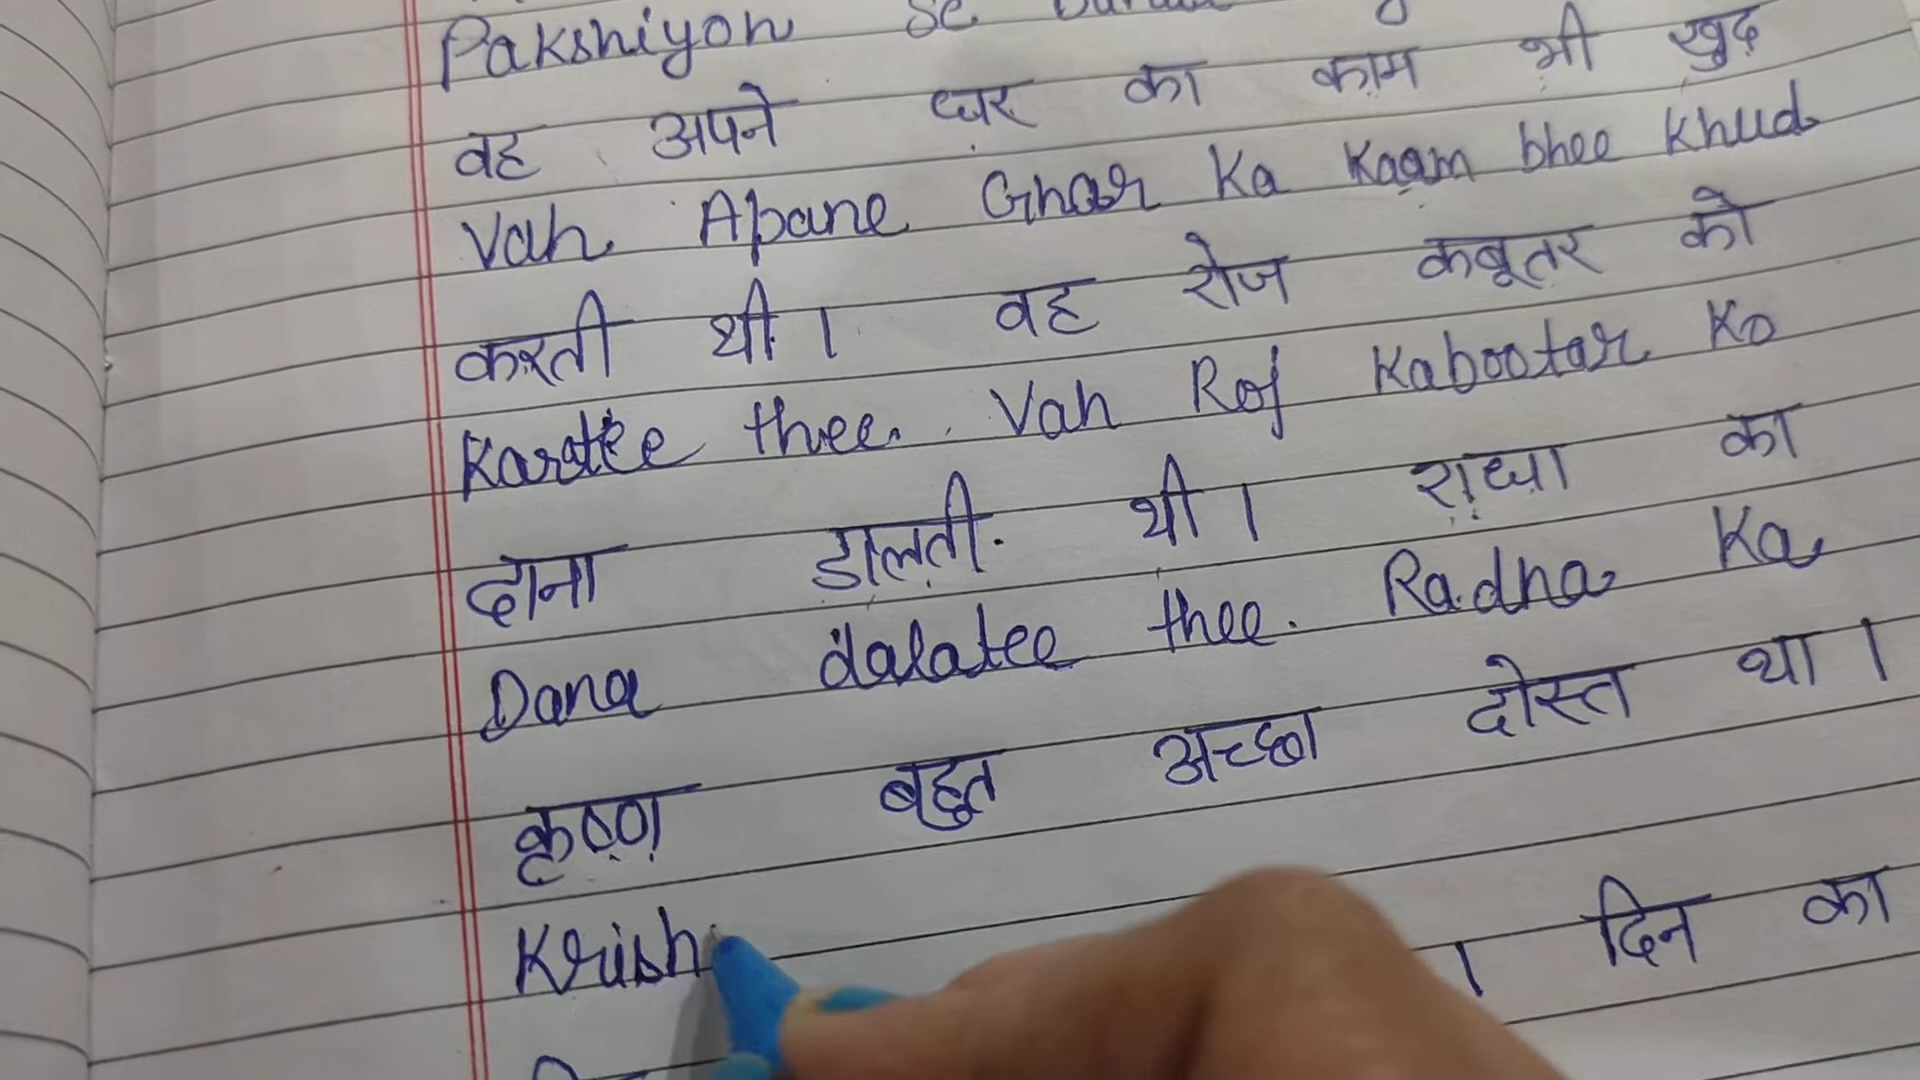 Pakshiyon se
वह अपने घर का काम भी खुद
Vah Apane Ghar Ka Kaam bhee Khud
करती थी । वह रोज कबूतर को
Karatee thee. Vah Roj Kabootar Ko
दाना डालती थी । राधा का
Dana dalatee thee. Radha Ka
कृष्ण बहुत अच्छा दोस्त था ।
Krish
। दिन का